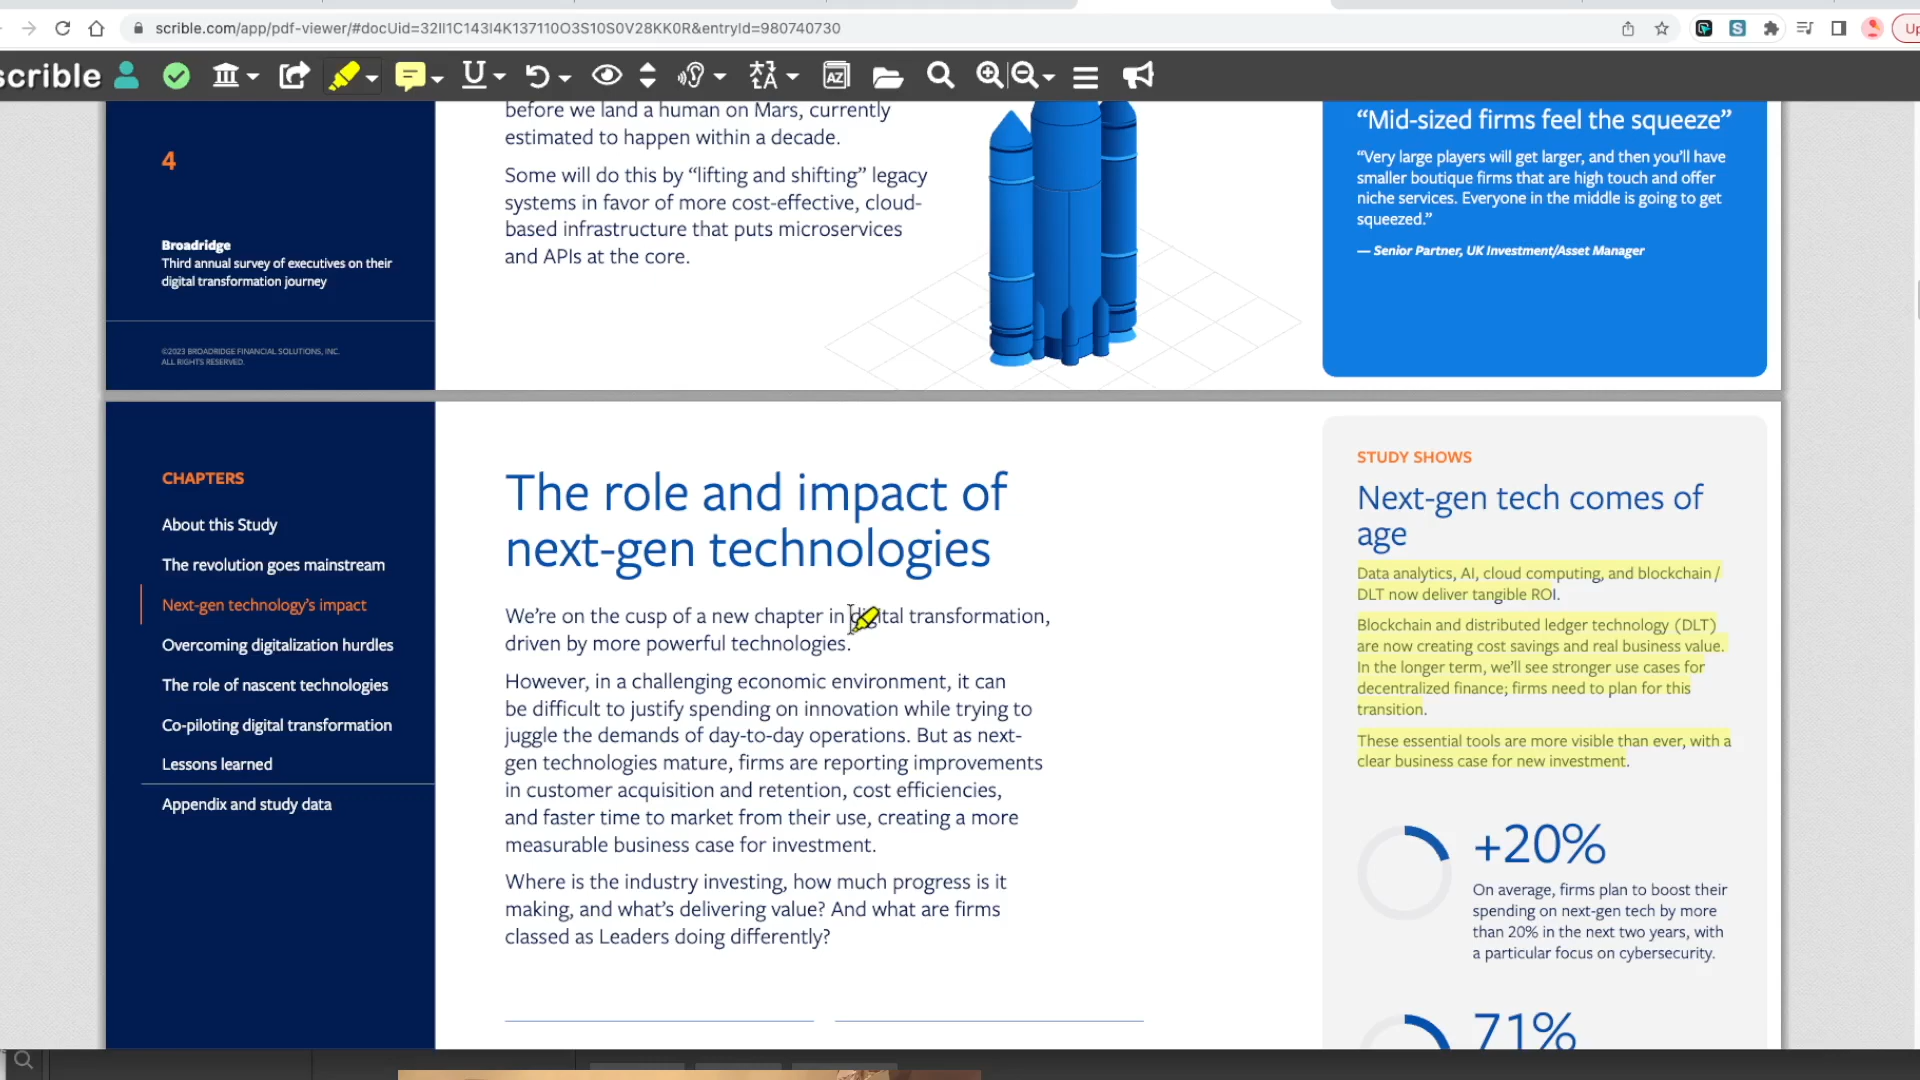 scrible.com/app/pdf-viewer/#docUid=32II1C143I4K137110O3S10S0V28KK0R&entryId=980740730
Up
scrible
before we land a human on Mars, currently
estimated to happen within a decade.
Some will do this by “lifting and shifting” legacy
systems in favor of more cost-effective, cloud-
based infrastructure that puts microservices
and APIs at the core.
4
Broadridge
Third annual survey of executives on their
digital transformation journey
©2023 BROADRIDGE FINANCIAL SOLUTIONS, INC.
ALL RIGHTS RESERVED.
“Mid-sized firms feel the squeeze”
“Very large players will get larger, and then you’ll have
smaller boutique firms that are high touch and offer
niche services. Everyone in the middle is going to get
squeezed.”
— Senior Partner, UK Investment/Asset Manager
CHAPTERS
About this Study
The revolution goes mainstream
Next-gen technology’s impact
Overcoming digitalization hurdles
The role of nascent technologies
Co-piloting digital transformation
Lessons learned
Appendix and study data
The role and impact of
next-gen technologies
We’re on the cusp of a new chapter in digital transformation,
driven by more powerful technologies.
However, in a challenging economic environment, it can
be difficult to justify spending on innovation while trying to
juggle the demands of day-to-day operations. But as next-
gen technologies mature, firms are reporting improvements
in customer acquisition and retention, cost efficiencies,
and faster time to market from their use, creating a more
measurable business case for investment.
Where is the industry investing, how much progress is it
making, and what’s delivering value? And what are firms
classed as Leaders doing differently?
STUDY SHOWS
Next-gen tech comes of
age
Data analytics, AI, cloud computing, and blockchain/
DLT now deliver tangible ROI.
Blockchain and distributed ledger technology (DLT)
are now creating cost savings and real business value.
In the longer term, we’ll see stronger use cases for
decentralized finance; firms need to plan for this
transition.
These essential tools are more visible than ever, with a
clear business case for new investment.
+20%
On average, firms plan to boost their
spending on next-gen tech by more
than 20% in the next two years, with
a particular focus on cybersecurity.
71%